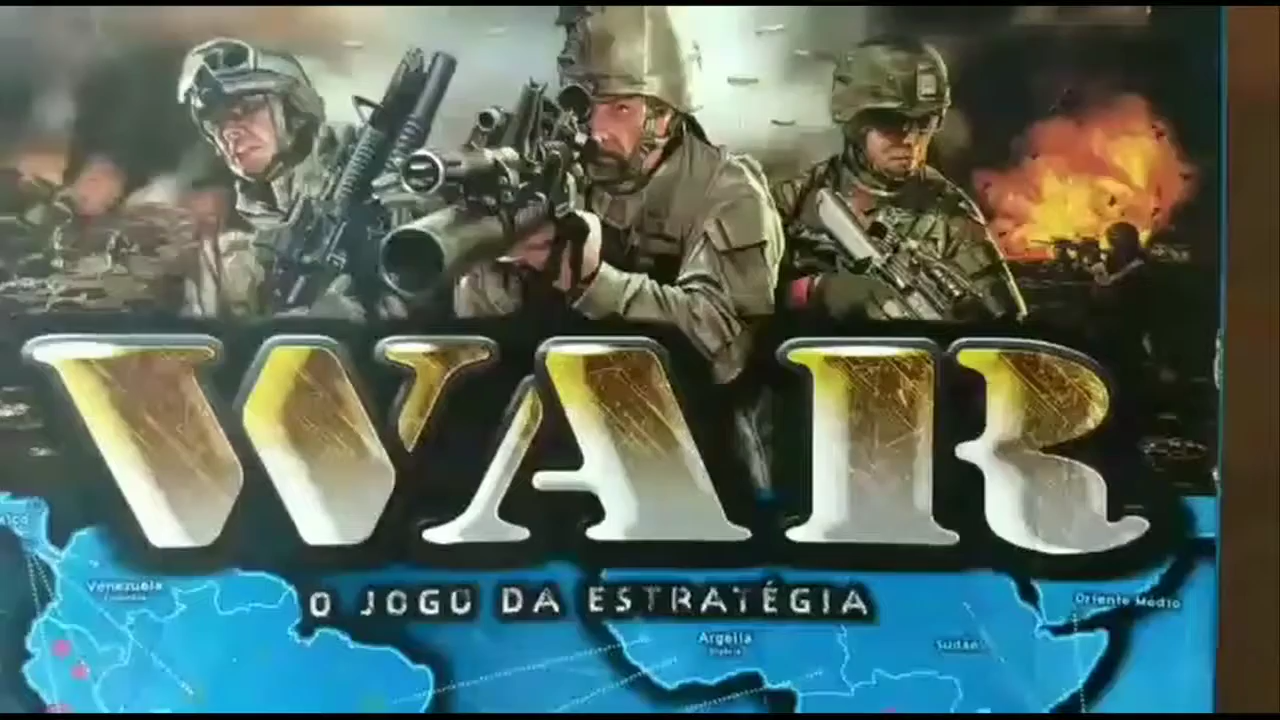 WAR
O JOGO DA ESTRATÉGIA
Venezuela
Argélia
Sudão
Oriente Médio